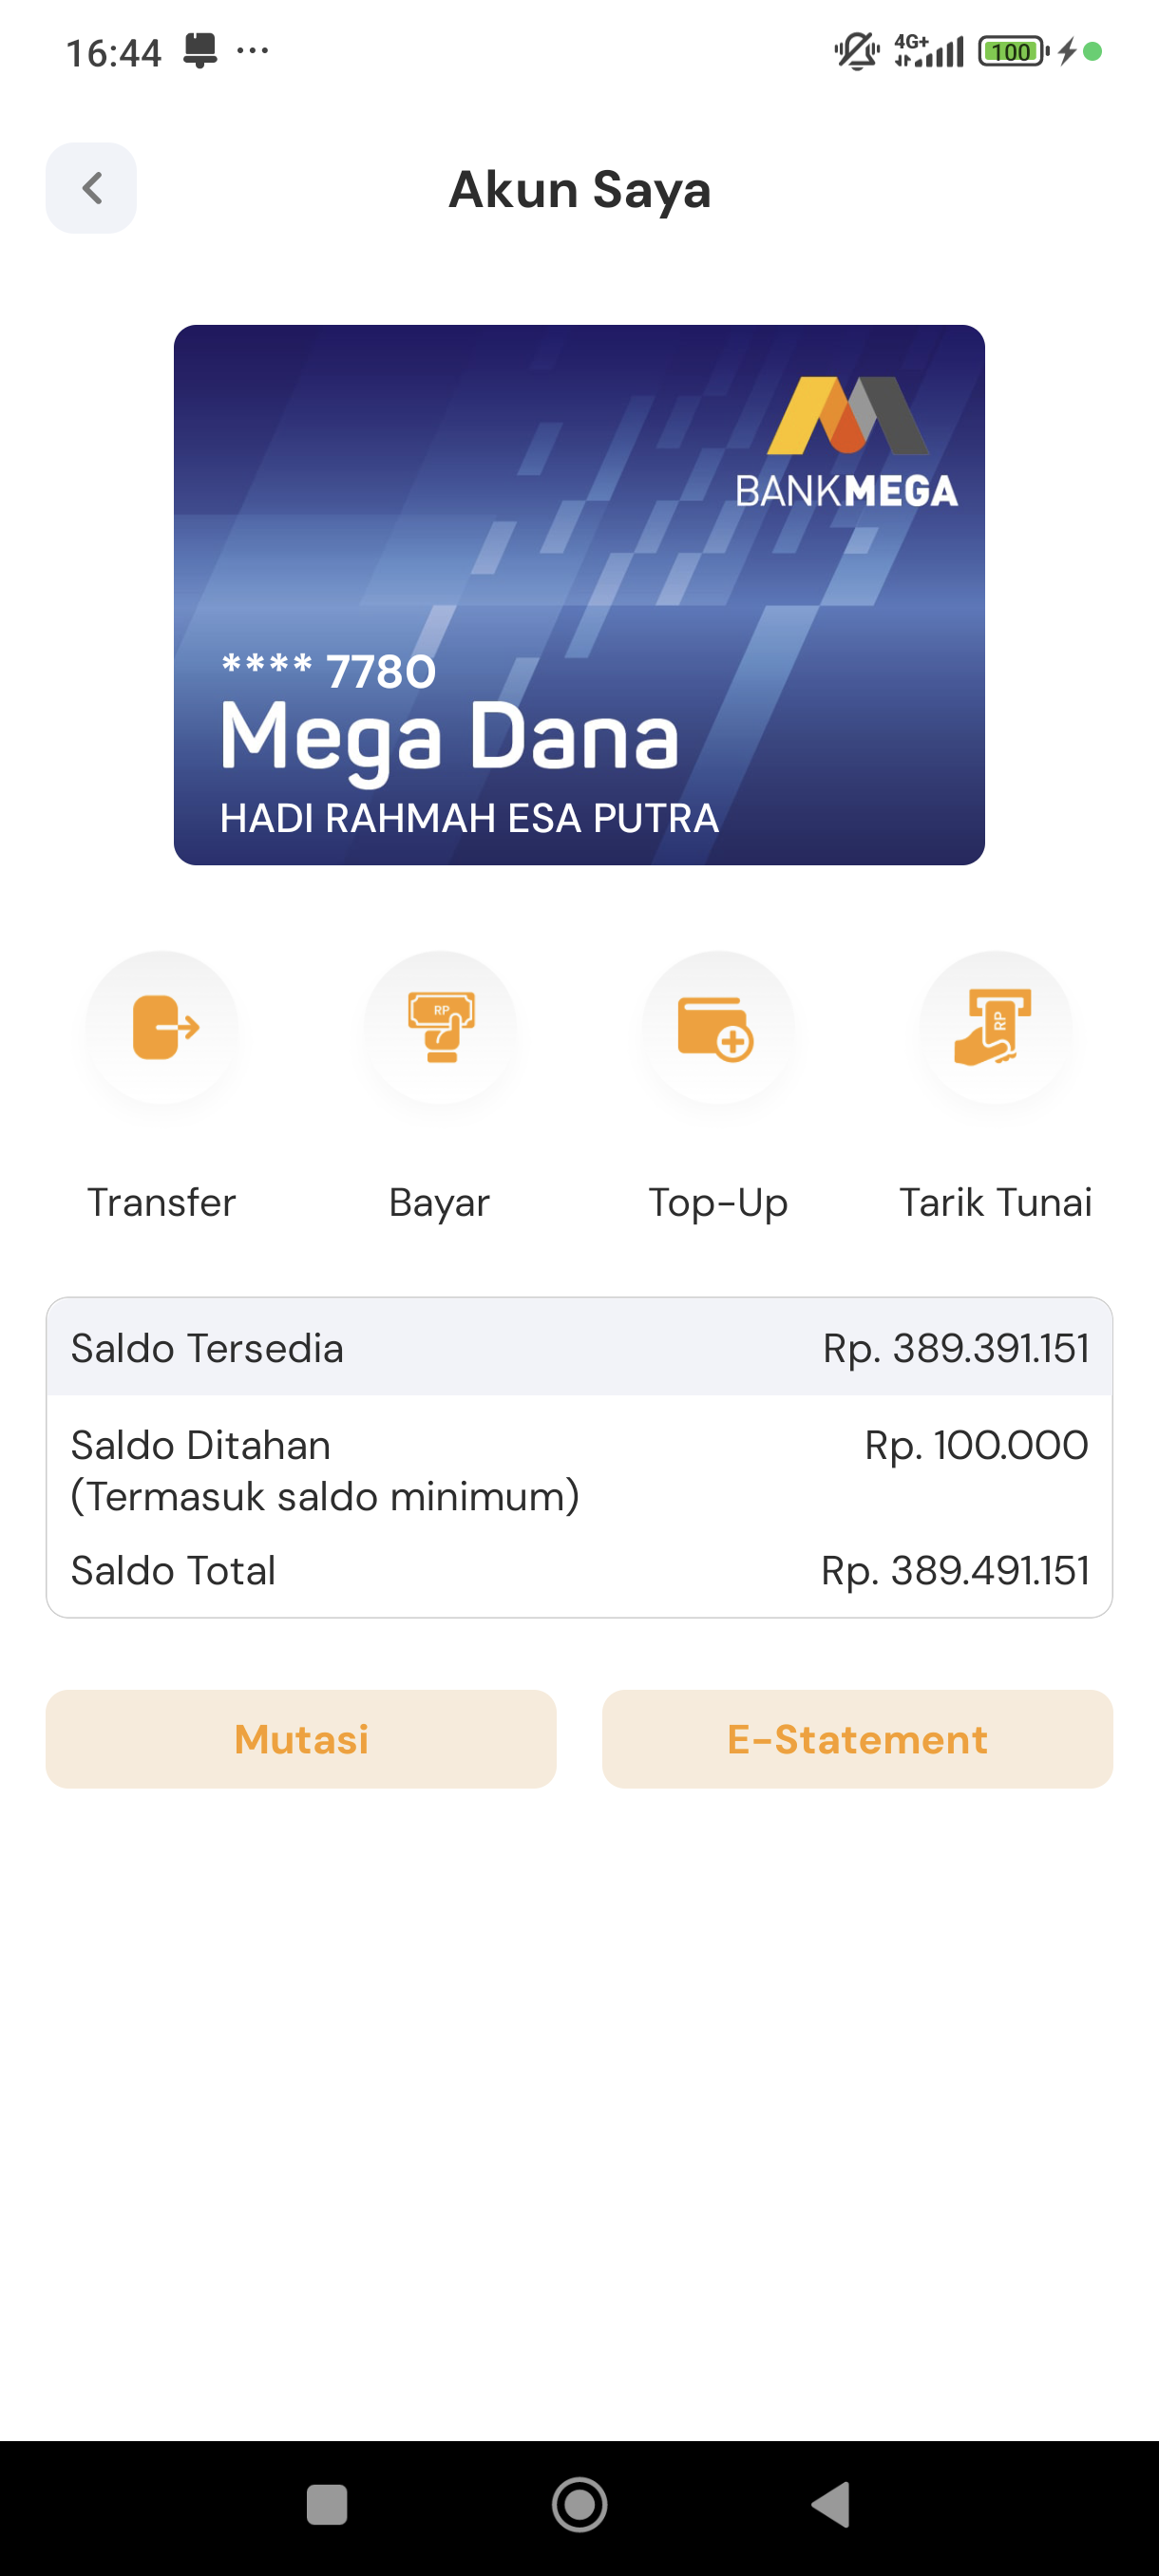 16:44
4G+
100
Akun Saya
BANKMEGA
**** 7780
Mega Dana
HADI RAHMAH ESA PUTRA
RP
RP
Transfer
Bayar
Top-Up
Tarik Tunai
Saldo Tersedia Rp. 389.391.151
Saldo Ditahan Rp. 100.000
(Termasuk saldo minimum)
Saldo Total Rp. 389.491.151
Mutasi
E-Statement